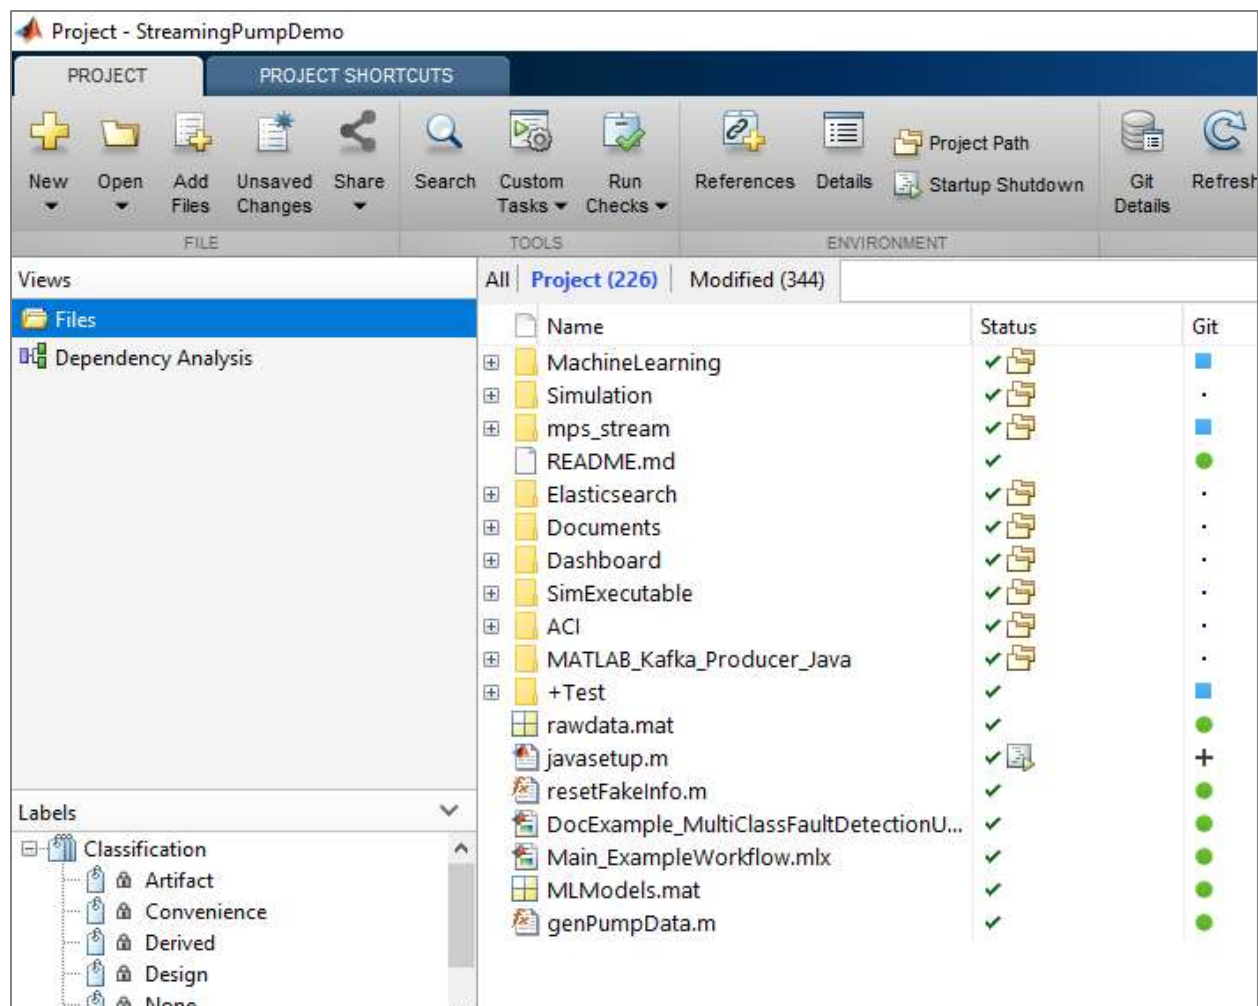 Project - StreamingPumpDemo
PROJECT PROJECT SHORTCUTS
New Open Add Files Unsaved Changes Share Search Custom Tasks Run Checks References Details Project Path Startup Shutdown Git Details Refresh
FILE TOOLS ENVIRONMENT
Views
Files
Dependency Analysis
Labels
Classification
Artifact
Convenience
Derived
Design
None
All Project (226) Modified (344)
Name Status Git
MachineLearning
Simulation
mps_stream
README.md
Elasticsearch
Documents
Dashboard
SimExecutable
ACI
MATLAB_Kafka_Producer_Java
+Test
rawdata.mat
javasetup.m
resetFakeInfo.m
DocExample_MultiClassFaultDetectionU...
Main_ExampleWorkflow.mlx
MLModels.mat
genPumpData.m